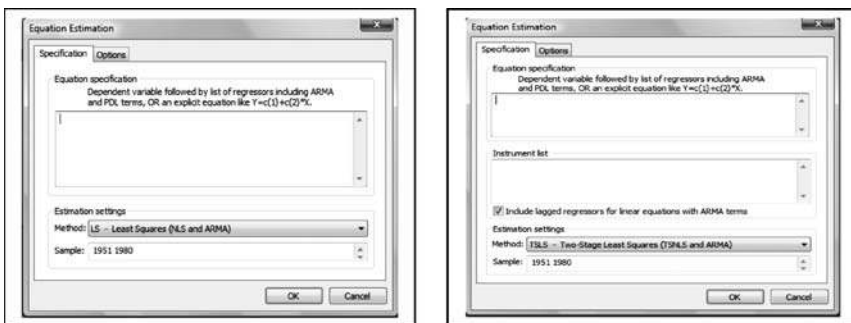 Equation Estimation
Specification
Options
Equation specification
Dependent variable followed by list of regressors including ARMA
and PDL terms, OR an explicit equation like Y=c(1)+c(2)*X.
Estimation settings
Method: LS - Least Squares (NLS and ARMA)
Sample: 1951 1980
OK
Cancel
Equation Estimation
Specification
Options
Equation specification
Dependent variable followed by list of regressors including ARMA
and PDL terms, OR an explicit equation like Y=c(1)+c(2)*X.
Instrument list
Include lagged regressors for linear equations with ARMA terms
Estimation settings
Method: TSLS - Two-Stage Least Squares (TSNLS and ARMA)
Sample: 1951 1980
OK
Cancel